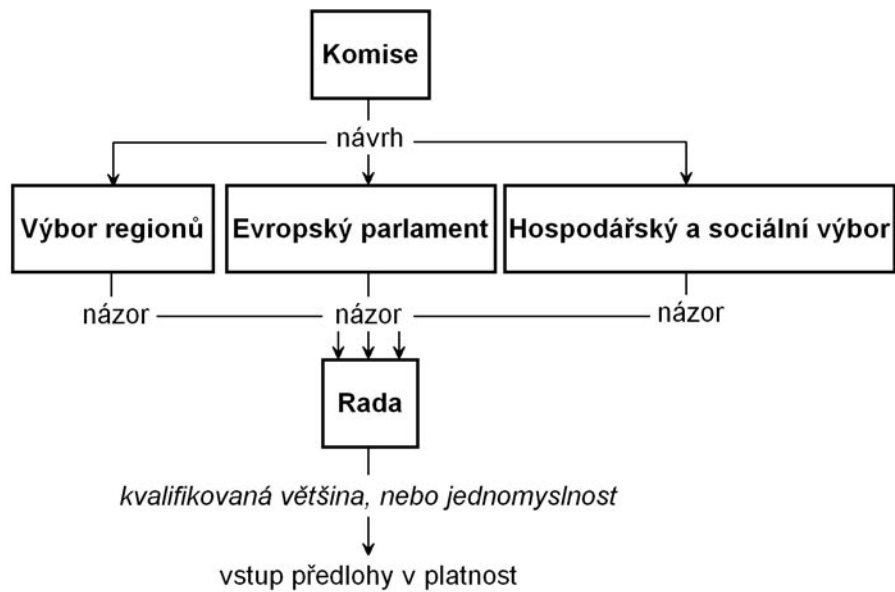 Komise
návrh
Výbor regionů
Evropský parlament
Hospodářský a sociální výbor
názor
názor
názor
Rada
kvalifikovaná většina, nebo jednomyslnost
vstup předlohy v platnost